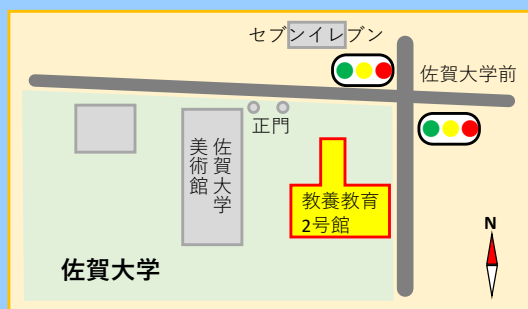 セブンイレブン
佐賀大学前
正門
佐賀大学
美術館
教養教育
2号館
佐賀大学
N